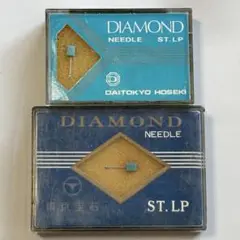 DIAMOND
NEEDLE ST.LP
DAITOKYO HOSEKI
DIAMOND
NEEDLE
ST.LP